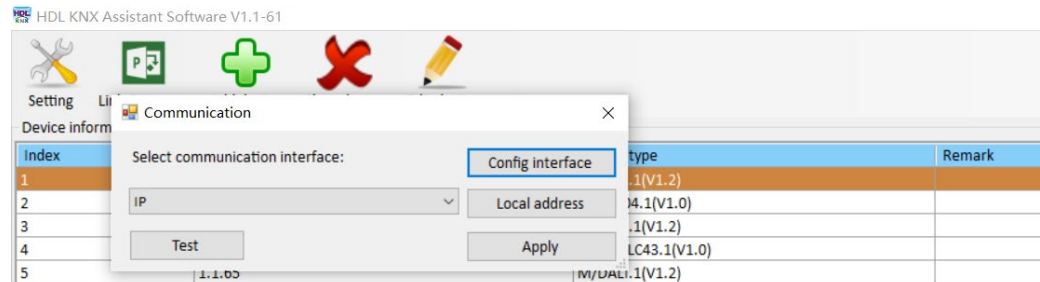 HDL KNX Assistant Software V1.1-61
Setting
Device inform
Communication
Select communication interface:
Config interface
IP
Local address
Test
Apply
Index type Remark
1 .1(V1.2)
2 04.1(V1.0)
3 .1(V1.2)
4 LC43.1(V1.0)
5 1.1.65 M/DALI.1(V1.2)